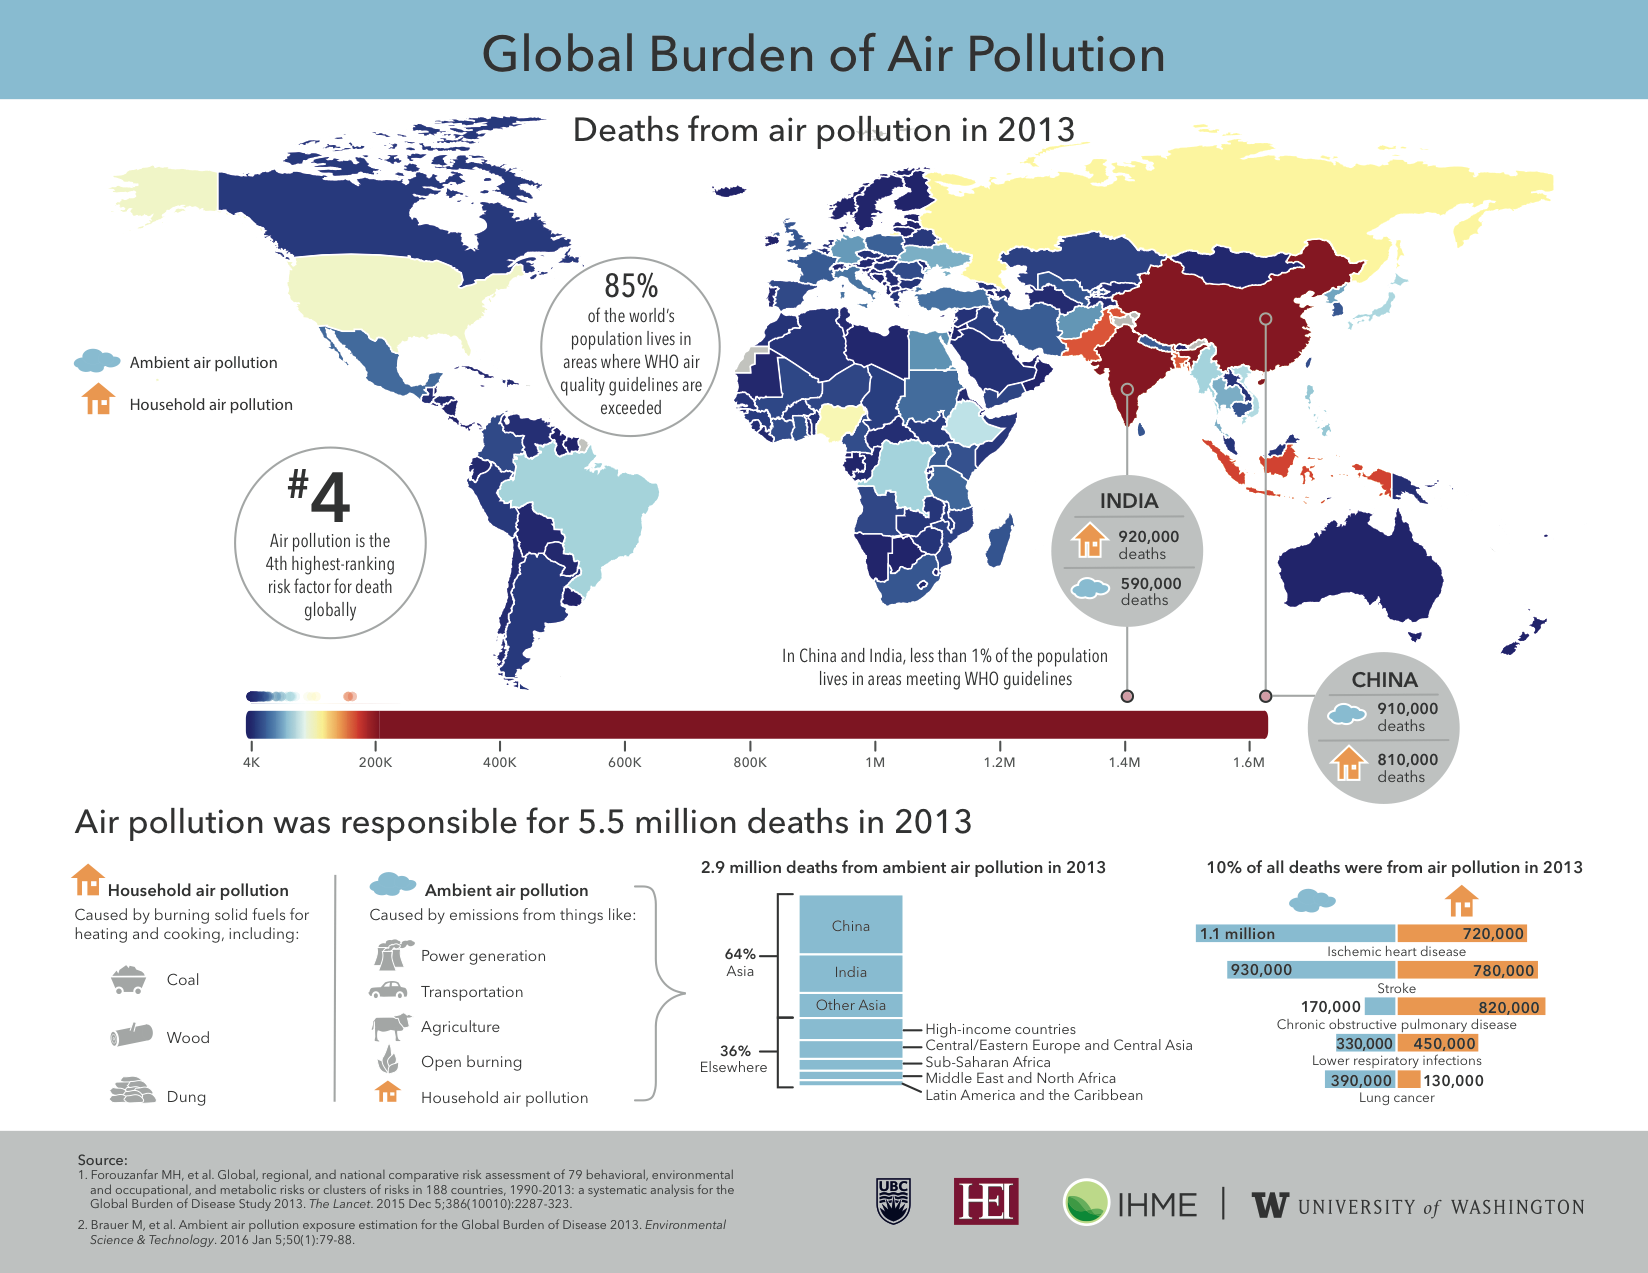 Global Burden of Air Pollution
Deaths from air pollution in 2013
85%
of the world's
population lives in
areas where WHO air
quality guidelines are
exceeded
Ambient air pollution
Household air pollution
#4
Air pollution is the
4th highest-ranking
risk factor for death
globally
INDIA
920,000
deaths
590,000
deaths
In China and India, less than 1% of the population
lives in areas meeting WHO guidelines
CHINA
910,000
deaths
810,000
deaths
4K 200K 400K 600K 800K 1M 1.2M 1.4M 1.6M
Air pollution was responsible for 5.5 million deaths in 2013
Household air pollution
Caused by burning solid fuels for
heating and cooking, including:
Coal
Wood
Dung
Ambient air pollution
Caused by emissions from things like:
Power generation
Transportation
Agriculture
Open burning
Household air pollution
2.9 million deaths from ambient air pollution in 2013
64%
Asia
China
India
Other Asia
36%
Elsewhere
High-income countries
Central/Eastern Europe and Central Asia
Sub-Saharan Africa
Middle East and North Africa
Latin America and the Caribbean
10% of all deaths were from air pollution in 2013
1.1 million 720,000
Ischemic heart disease
930,000 780,000
Stroke
170,000 820,000
Chronic obstructive pulmonary disease
330,000 450,000
Lower respiratory infections
390,000 130,000
Lung cancer
Source:
1. Forouzanfar MH, et al. Global, regional, and national comparative risk assessment of 79 behavioral, environmental
and occupational, and metabolic risks or clusters of risks in 188 countries, 1990-2013: a systematic analysis for the
Global Burden of Disease Study 2013. The Lancet. 2015 Dec 5;386(10010):2287-323.
2. Brauer M, et al. Ambient air pollution exposure estimation for the Global Burden of Disease 2013. Environmental
Science & Technology. 2016 Jan 5;50(1):79-88.
UBC
HEI
IHME
W UNIVERSITY of WASHINGTON